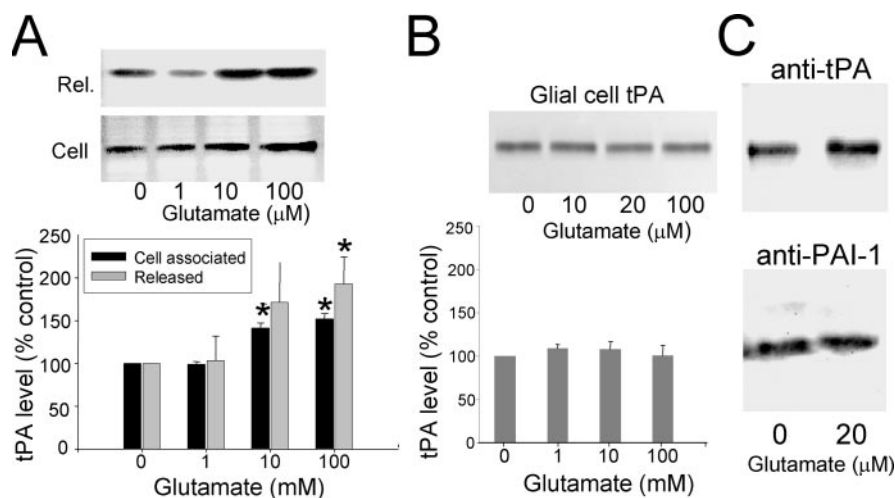 A
Rel.
Cell
0 1 10 100
Glutamate (μM)
tPA level (% control)
250
200
150
100
50
0
Cell associated
Released
*
*
*
0 1 10 100
Glutamate (mM)
B
Glial cell tPA
0 10 20 100
Glutamate (μM)
tPA level (% control)
250
200
150
100
50
0
0 1 10 100
Glutamate (mM)
C
anti-tPA
anti-PAI-1
0 20
Glutamate (μM)